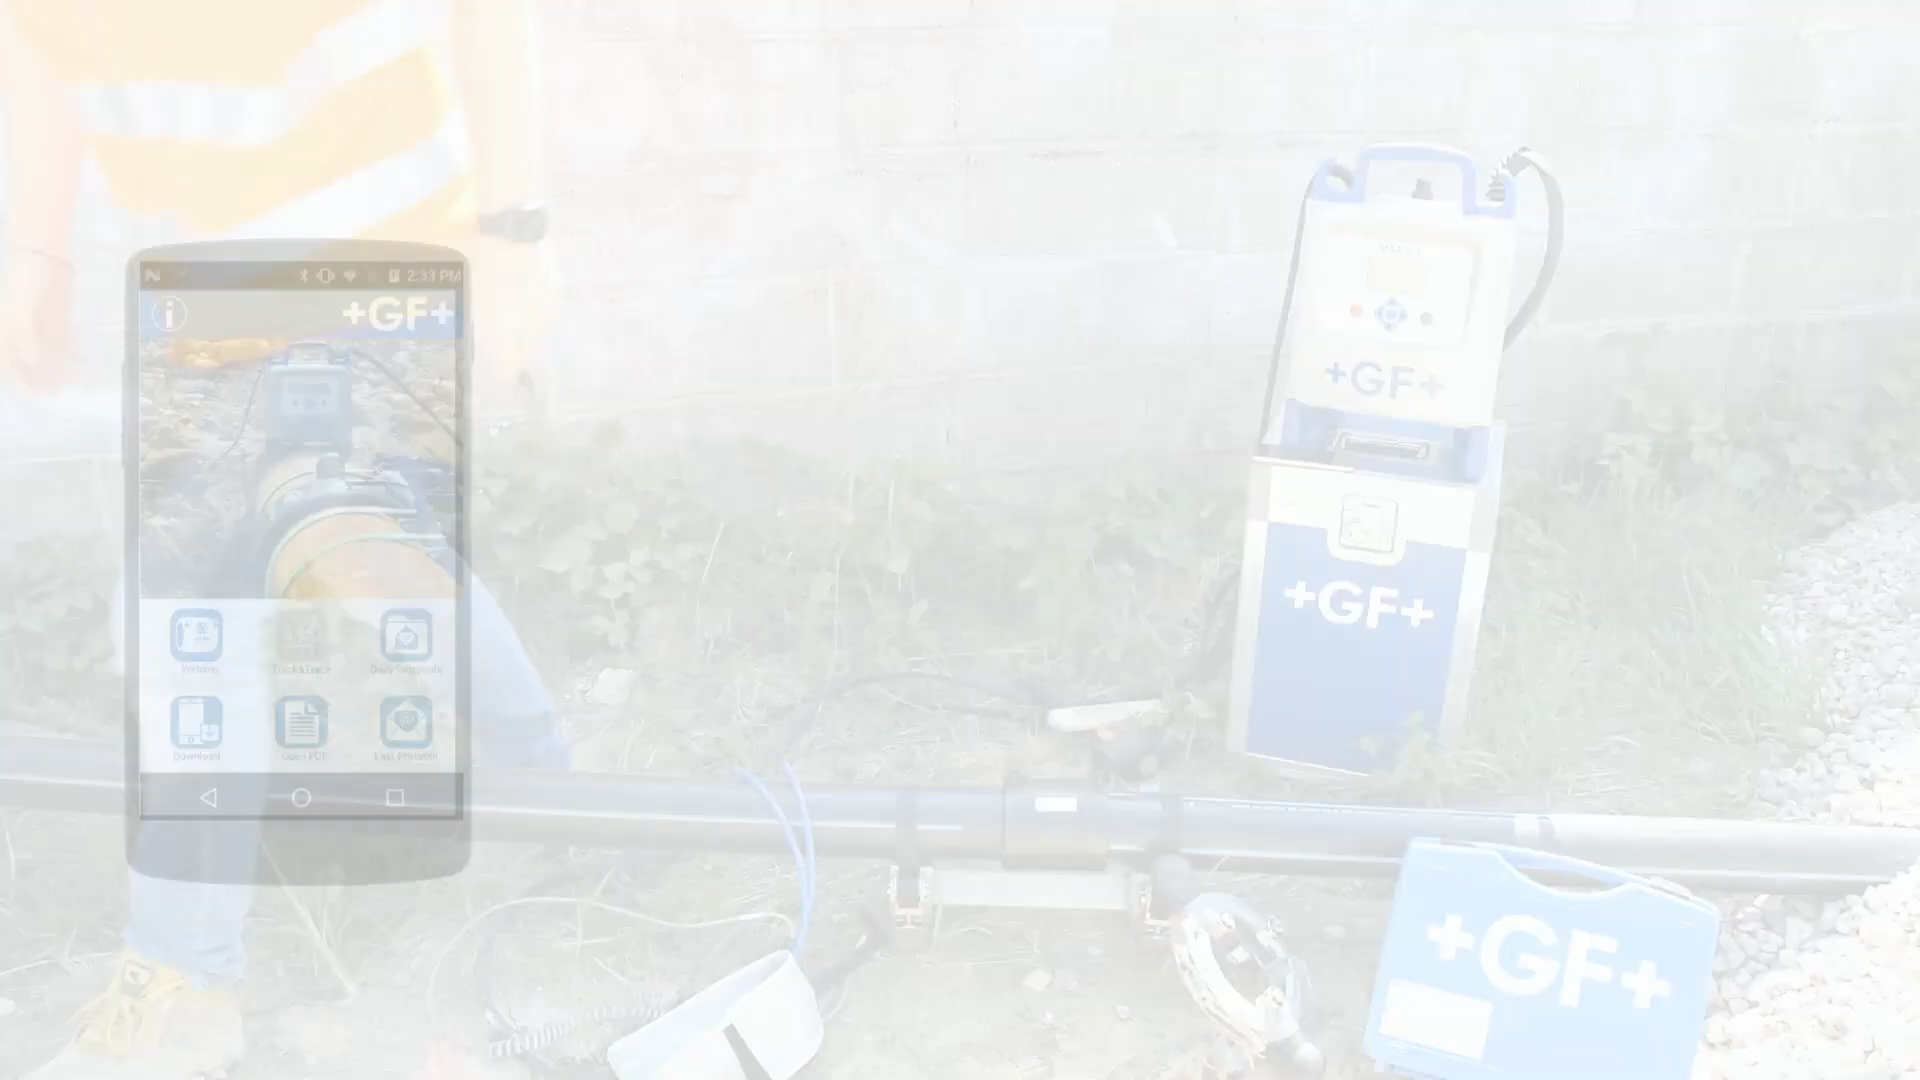 2:33 PM
i +GF+
+GF+
+GF+
Welding Track&Trace Daily Protocols
Download Open PDF Last Protocol
+GF+